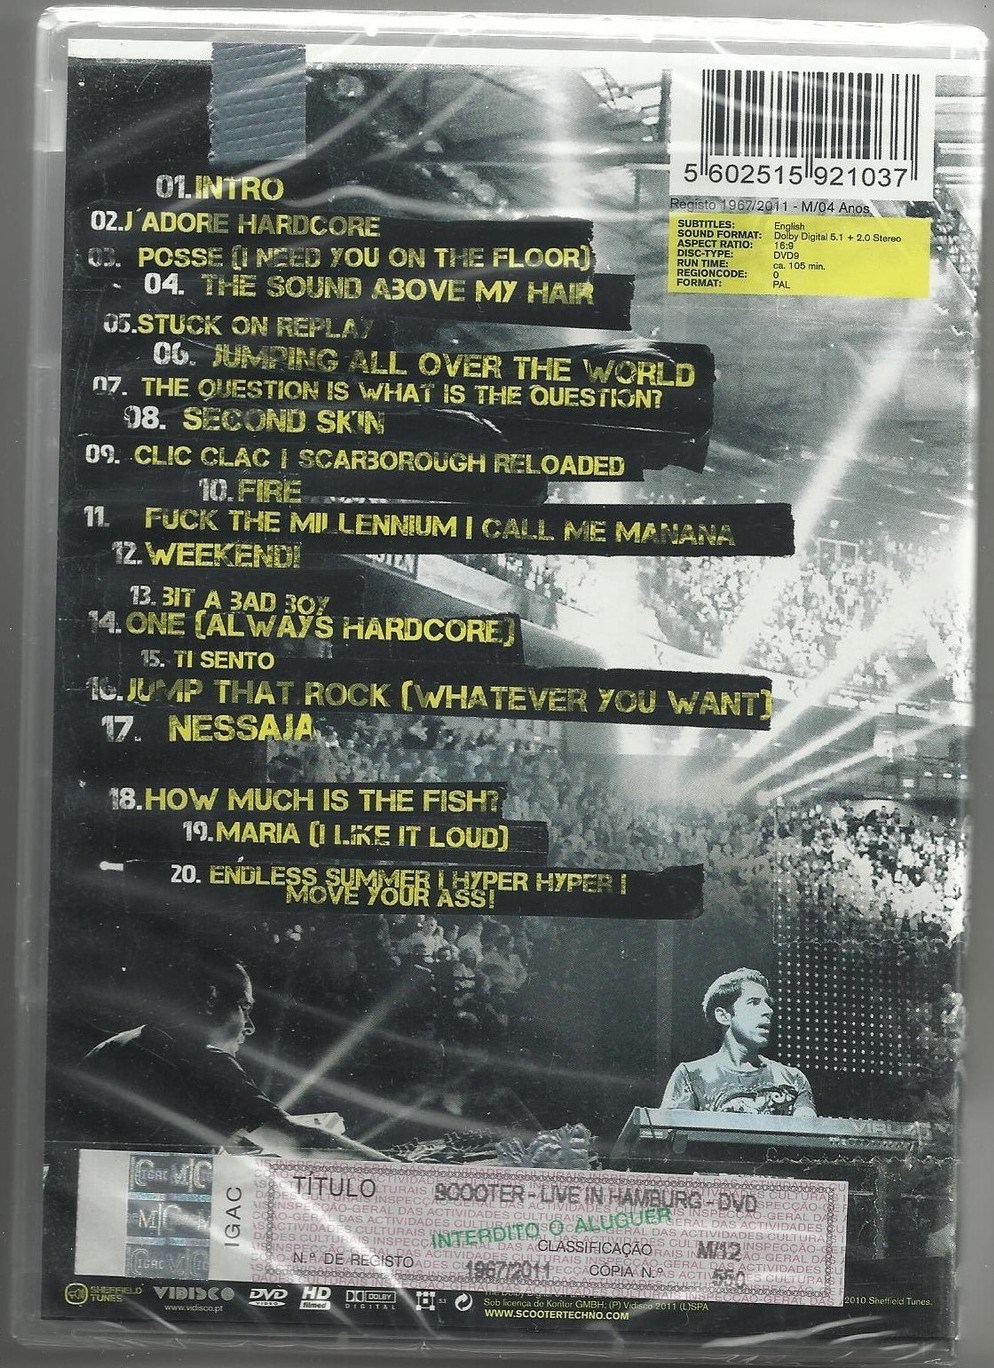 5 602515 921037
Registo 1967/2011 - M/04 Anos
SUBTITLES: English
SOUND FORMAT: Dolby Digital 5.1 + 2.0 Stereo
ASPECT RATIO: 16:9
DISC-TYPE: DVD9
RUN TIME: ca. 105 min.
REGIONCODE: 0
FORMAT: PAL
01. INTRO
02. J´ADORE HARDCORE
03. POSSE (I NEED YOU ON THE FLOOR)
04. THE SOUND ABOVE MY HAIR
05. STUCK ON REPLAY
06. JUMPING ALL OVER THE WORLD
07. THE QUESTION IS WHAT IS THE QUESTION?
08. SECOND SKIN
09. CLIC CLAC | SCARBOROUGH RELOADED
10. FIRE
11. FUCK THE MILLENNIUM | CALL ME MANANA
12. WEEKEND!
13. BIT A BAD BOY
14. ONE (ALWAYS HARDCORE)
15. TI SENTO
16. JUMP THAT ROCK (WHATEVER YOU WANT)
17. NESSAJA
18. HOW MUCH IS THE FISH?
19. MARIA (I LIKE IT LOUD)
20. ENDLESS SUMMER | HYPER HYPER |
MOVE YOUR ASS!
IGAC
TÍTULO SCOOTER - LIVE IN HAMBURG - DVD
INTERDITO O ALUGUER
CLASSIFICAÇÃO M/12
N.º DE REGISTO 1967/2011 CÓPIA N.º 550
SHEFFIELD TUNES
VIDISCO
www.vidisco.pt
DVD VIDEO
HD filmed
DOLBY DIGITAL
5.1
Sob licença de Kontor GMBH; (P) Vidisco 2011 (L)SPA
WWW.SCOOTERTECHNO.COM
2010 Sheffield Tunes.